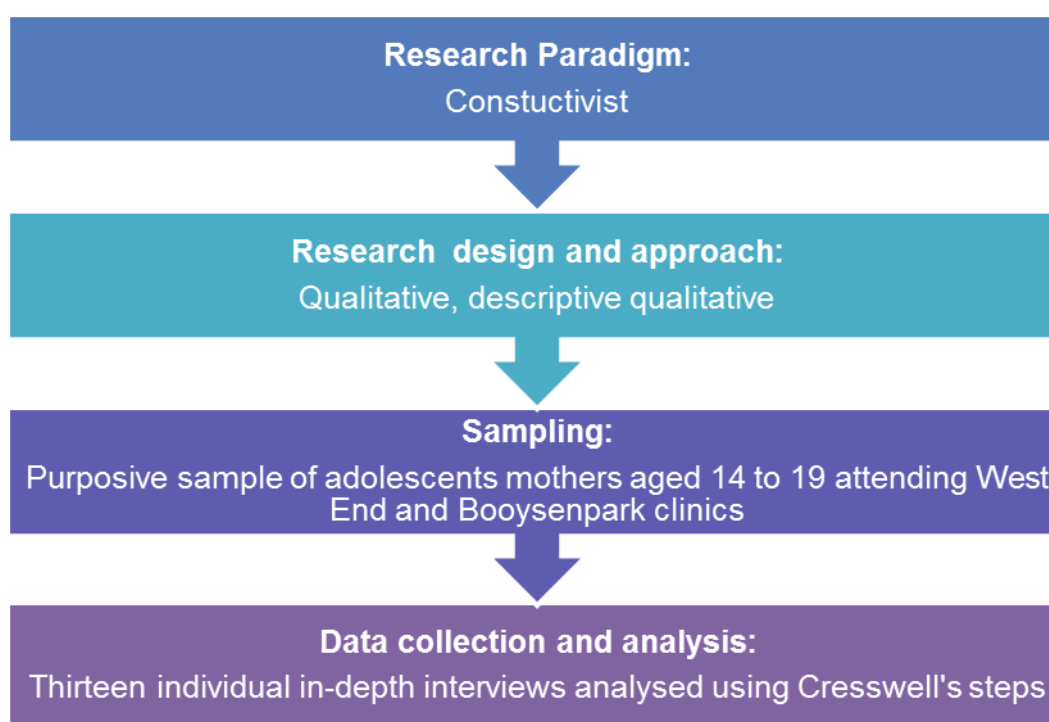 Research Paradigm:
Constuctivist
Research design and approach:
Qualitative, descriptive qualitative
Sampling:
Purposive sample of adolescents mothers aged 14 to 19 attending West
End and Booysenpark clinics
Data collection and analysis:
Thirteen individual in-depth interviews analysed using Cresswell's steps